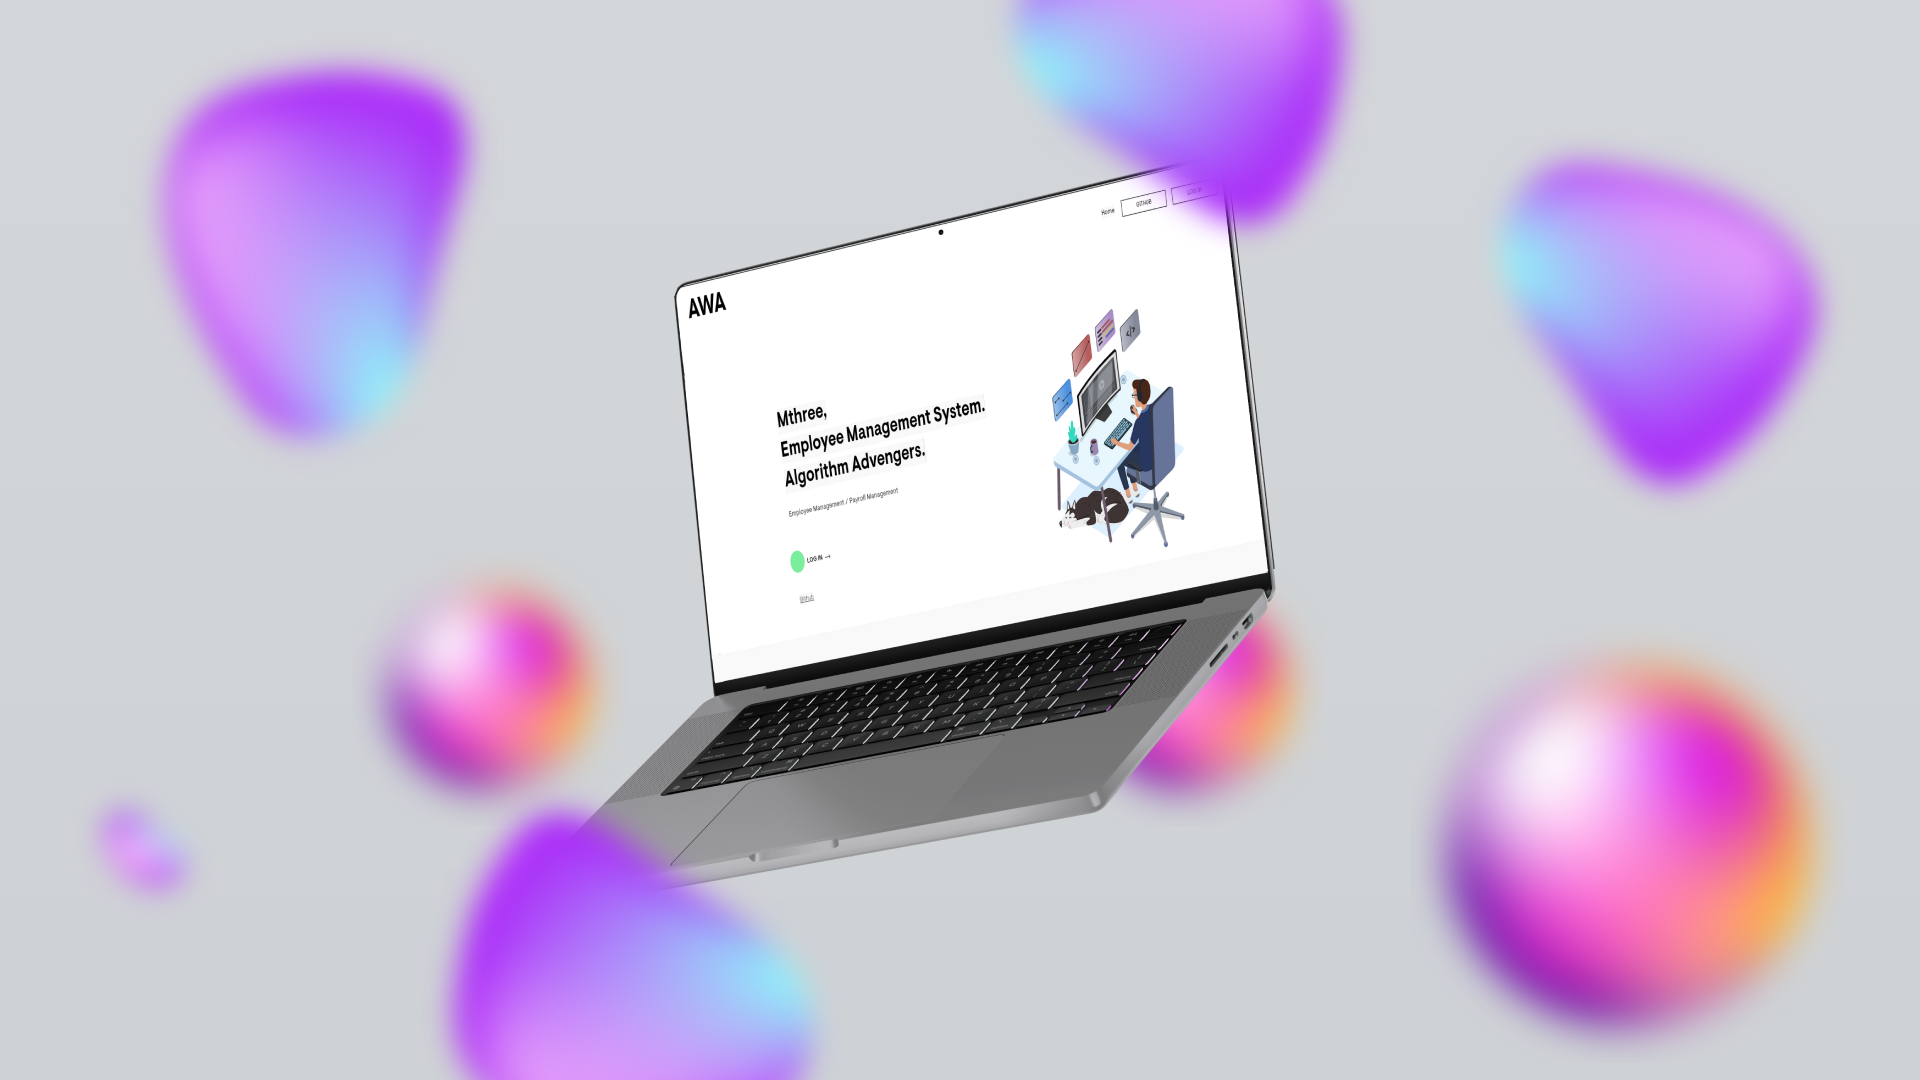 Home
GITHUB
LOG IN
AWA
Mthree,
Employee Management System.
Algorithm Advengers.
Employee Management / Payroll Management
LOG IN →
Github